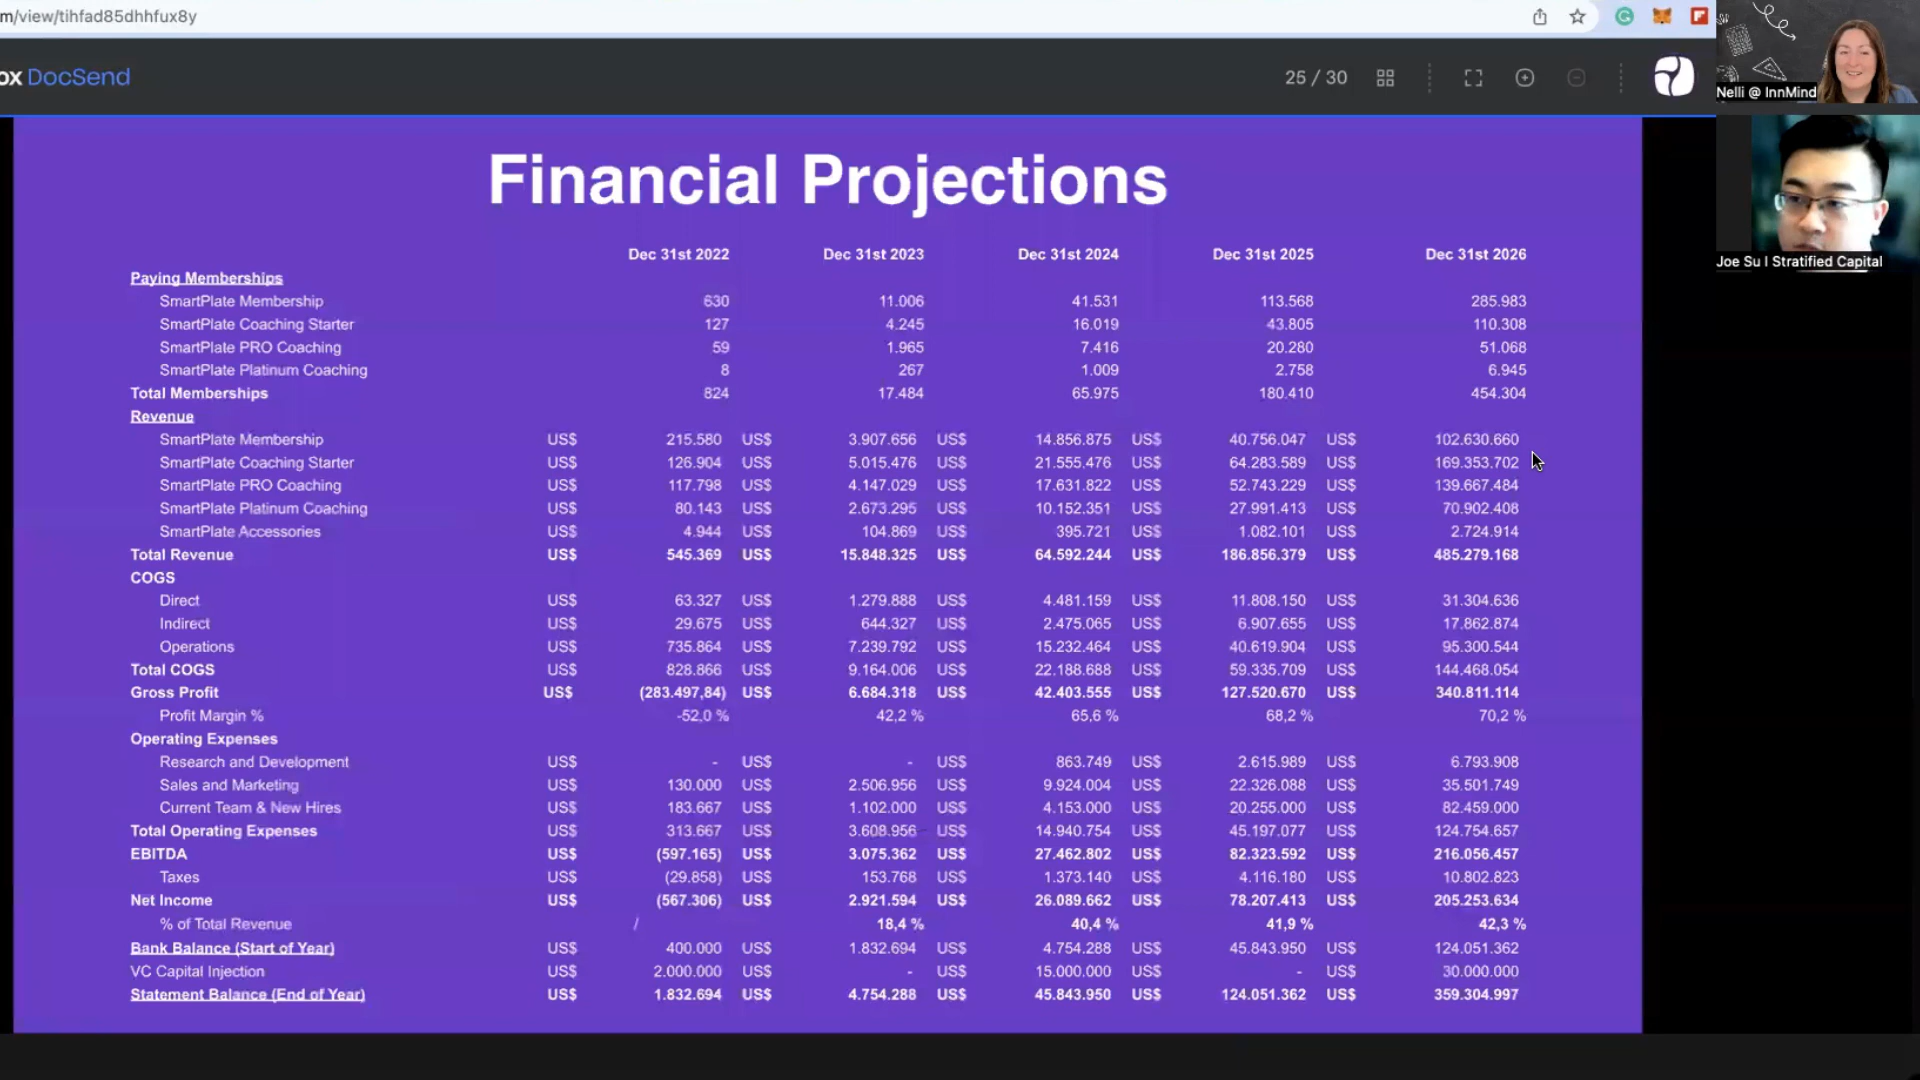 m/view/tihfad85dhhfux8y
ox DocSend
25 / 30
Nelli @ InnMind
Joe Su I Stratified Capital
Financial Projections
Dec 31st 2022 Dec 31st 2023 Dec 31st 2024 Dec 31st 2025 Dec 31st 2026
Paying Memberships
SmartPlate Membership 630 11.006 41.531 113.568 285.983
SmartPlate Coaching Starter 127 4.245 16.019 43.805 110.308
SmartPlate PRO Coaching 59 1.965 7.416 20.280 51.068
SmartPlate Platinum Coaching 8 267 1.009 2.758 6.945
Total Memberships 824 17.484 65.975 180.410 454.304
Revenue
SmartPlate Membership US$ 215.580 US$ 3.907.656 US$ 14.856.875 US$ 40.756.047 US$ 102.630.660
SmartPlate Coaching Starter US$ 126.904 US$ 5.015.476 US$ 21.555.476 US$ 64.283.589 US$ 169.353.702
SmartPlate PRO Coaching US$ 117.798 US$ 4.147.029 US$ 17.631.822 US$ 52.743.229 US$ 139.667.484
SmartPlate Platinum Coaching US$ 80.143 US$ 2.673.295 US$ 10.152.351 US$ 27.991.413 US$ 70.902.408
SmartPlate Accessories US$ 4.944 US$ 104.869 US$ 395.721 US$ 1.082.101 US$ 2.724.914
Total Revenue US$ 545.369 US$ 15.848.325 US$ 64.592.244 US$ 186.856.379 US$ 485.279.168
COGS
Direct US$ 63.327 US$ 1.279.888 US$ 4.481.159 US$ 11.808.150 US$ 31.304.636
Indirect US$ 29.675 US$ 644.327 US$ 2.475.065 US$ 6.907.655 US$ 17.862.874
Operations US$ 735.864 US$ 7.239.792 US$ 15.232.464 US$ 40.619.904 US$ 95.300.544
Total COGS US$ 828.866 US$ 9.164.006 US$ 22.188.688 US$ 59.335.709 US$ 144.468.054
Gross Profit US$ (283.497,84) US$ 6.684.318 US$ 42.403.555 US$ 127.520.670 US$ 340.811.114
Profit Margin % -52,0 % 42,2 % 65,6 % 68,2 % 70,2 %
Operating Expenses
Research and Development US$ - US$ - US$ 863.749 US$ 2.615.989 US$ 6.793.908
Sales and Marketing US$ 130.000 US$ 2.506.956 US$ 9.924.004 US$ 22.326.088 US$ 35.501.749
Current Team & New Hires US$ 183.667 US$ 1.102.000 US$ 4.153.000 US$ 20.255.000 US$ 82.459.000
Total Operating Expenses US$ 313.667 US$ 3.608.956 US$ 14.940.754 US$ 45.197.077 US$ 124.754.657
EBITDA US$ (597.165) US$ 3.075.362 US$ 27.462.802 US$ 82.323.592 US$ 216.056.457
Taxes US$ (29.858) US$ 153.768 US$ 1.373.140 US$ 4.116.180 US$ 10.802.823
Net Income US$ (567.306) US$ 2.921.594 US$ 26.089.662 US$ 78.207.413 US$ 205.253.634
% of Total Revenue / 18,4 % 40,4 % 41,9 % 42,3 %
Bank Balance (Start of Year) US$ 400.000 US$ 1.832.694 US$ 4.754.288 US$ 45.843.950 US$ 124.051.362
VC Capital Injection US$ 2.000.000 US$ - US$ 15.000.000 US$ - US$ 30.000.000
Statement Balance (End of Year) US$ 1.832.694 US$ 4.754.288 US$ 45.843.950 US$ 124.051.362 US$ 359.304.997